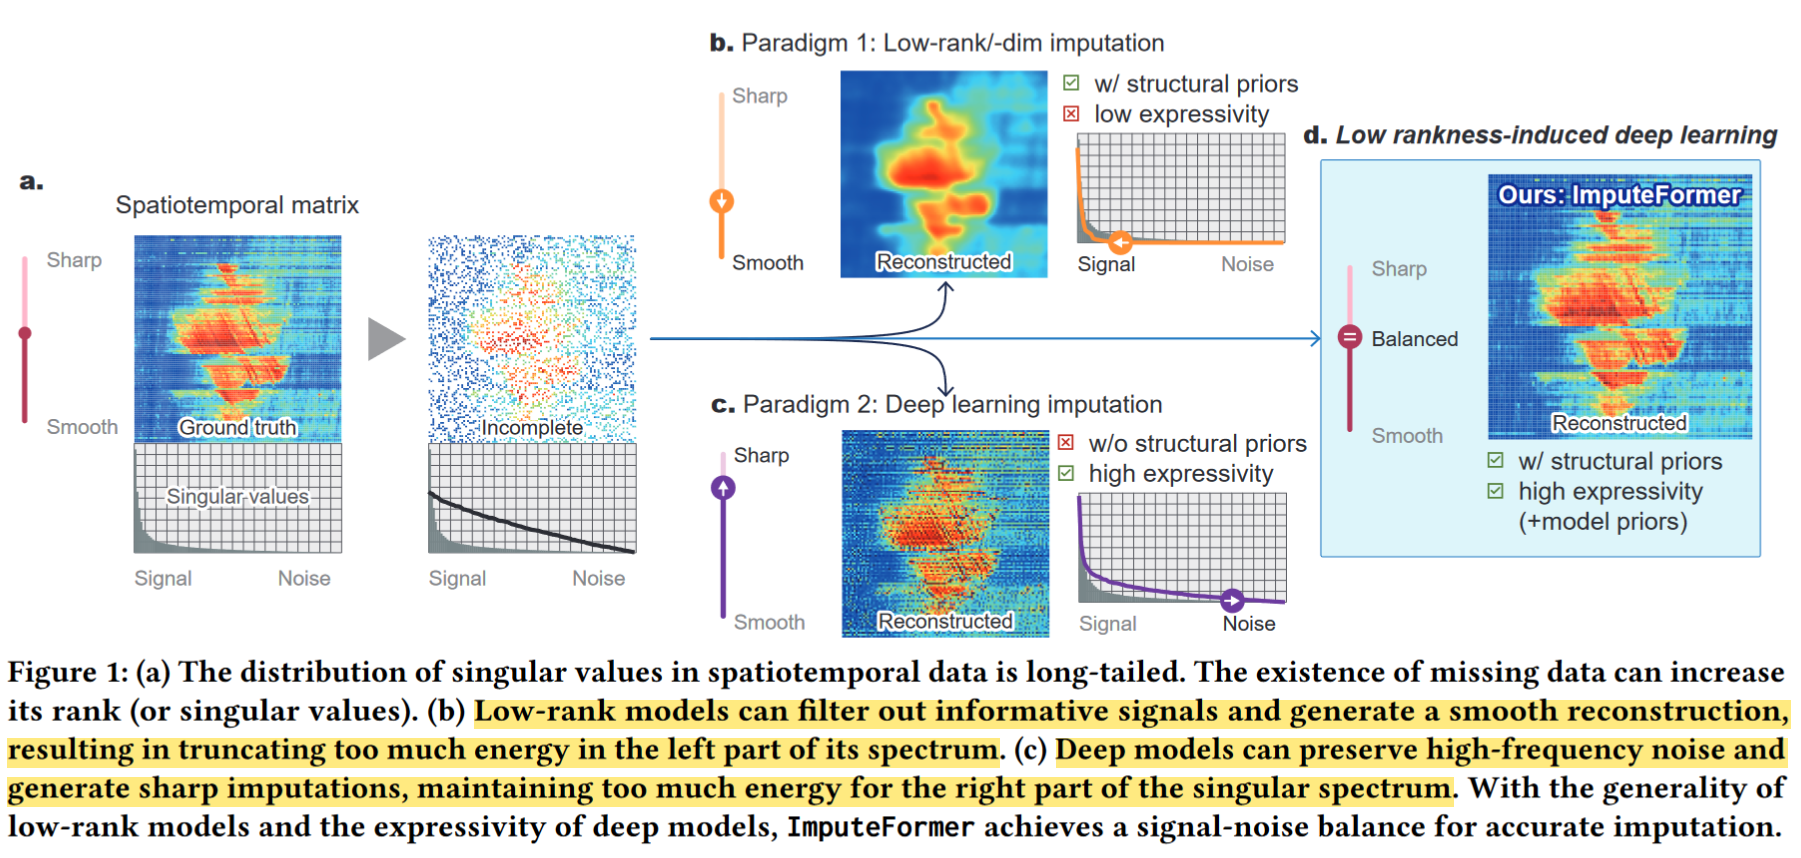 a.
Spatiotemporal matrix
Sharp
Smooth
Ground truth
Singular values
Signal
Noise
Incomplete
Signal
Noise
b. Paradigm 1: Low-rank/-dim imputation
Sharp
Smooth
Reconstructed
w/ structural priors
low expressivity
Signal
Noise
c. Paradigm 2: Deep learning imputation
Sharp
Smooth
Reconstructed
w/o structural priors
high expressivity
Signal
Noise
d. Low rankness-induced deep learning
Sharp
Balanced
Smooth
Ours: ImputeFormer
Reconstructed
w/ structural priors
high expressivity
(+model priors)
Figure 1: (a) The distribution of singular values in spatiotemporal data is long-tailed. The existence of missing data can increase
its rank (or singular values). (b) Low-rank models can filter out informative signals and generate a smooth reconstruction,
resulting in truncating too much energy in the left part of its spectrum. (c) Deep models can preserve high-frequency noise and
generate sharp imputations, maintaining too much energy for the right part of the singular spectrum. With the generality of
low-rank models and the expressivity of deep models, ImputeFormer achieves a signal-noise balance for accurate imputation.